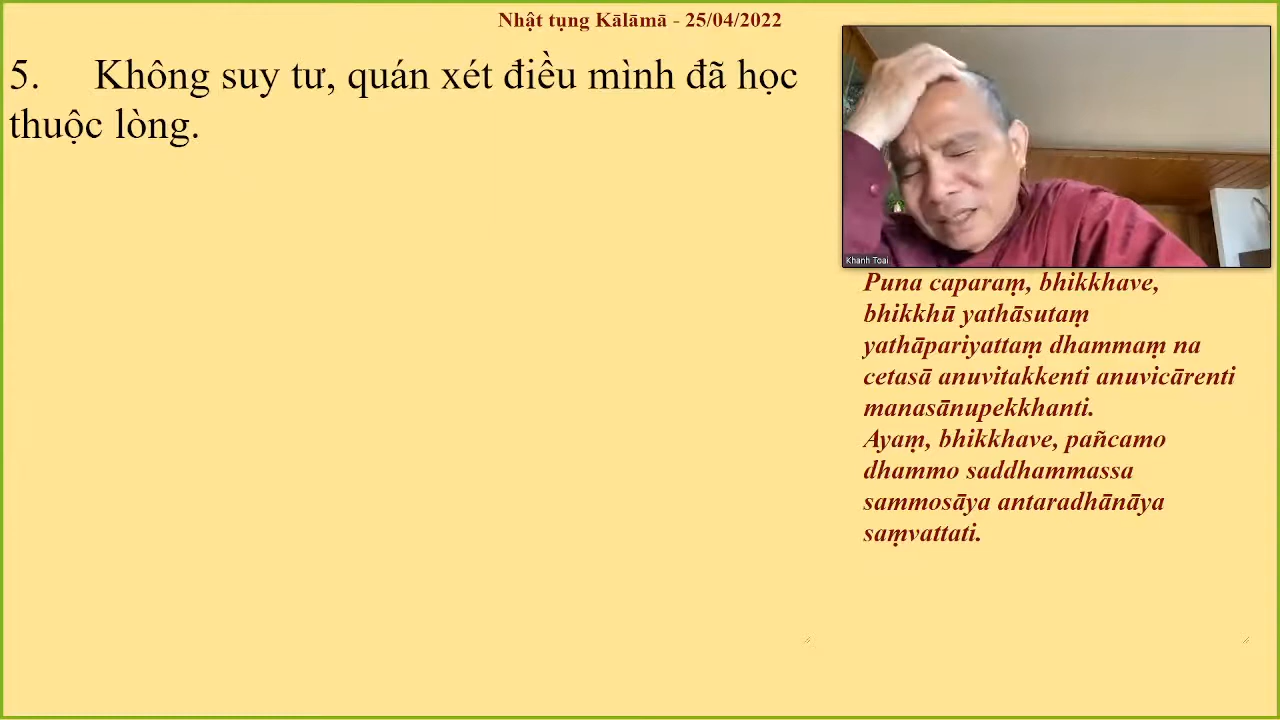 Nhật tụng Kālāmā - 25/04/2022
5. Không suy tư, quán xét điều mình đã học
thuộc lòng.
Khanh Toai
Puna caparaṃ, bhikkhave,
bhikkhū yathāsutaṃ
yathāpariyattaṃ dhammaṃ na
cetasā anuvitakkenti anuvicārenti
manasānupekkhanti.
Ayaṃ, bhikkhave, pañcamo
dhammo saddhammassa
sammosāya antaradhānāya
saṃvattati.